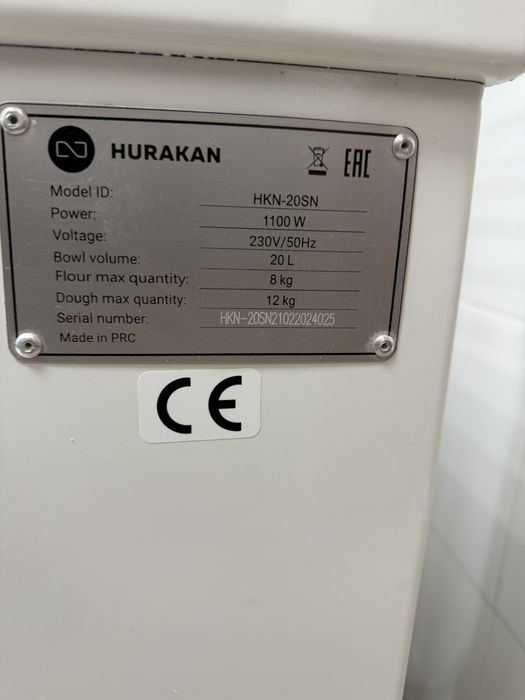 HURAKAN
EAC
Model ID: HKN-20SN
Power: 1100 W
Voltage: 230V/50Hz
Bowl volume: 20 L
Flour max quantity: 8 kg
Dough max quantity: 12 kg
Serial number: HKN-20SN21022024025
Made in PRC
CE